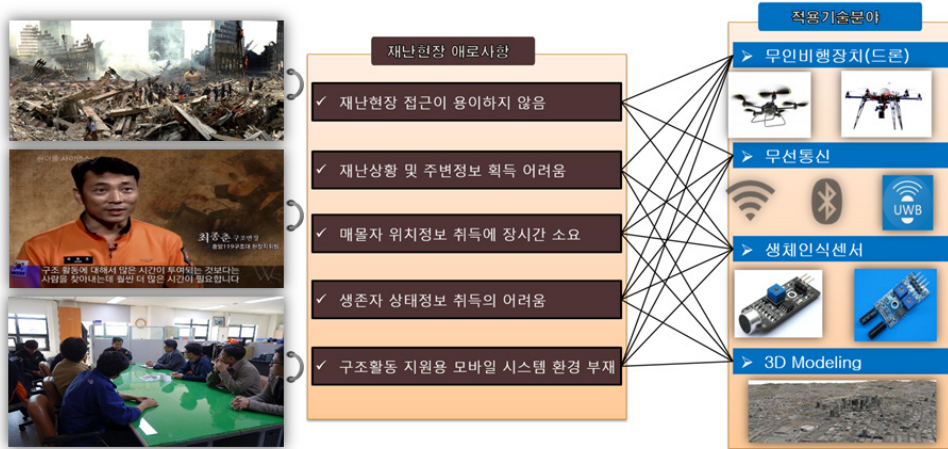 적용기술분야
재난현장 애로사항
✓ 재난현장 접근이 용이하지 않음
✓ 재난상황 및 주변정보 획득 어려움
✓ 매몰자 위치정보 취득에 장시간 소요
✓ 생존자 상태정보 취득의 어려움
✓ 구조활동 지원용 모바일 시스템 환경 부재
➢ 무인비행장치(드론)
➢ 무선통신
UWB
➢ 생체인식센서
➢ 3D Modeling
최종춘 구조반장
구조 활동에 대해서 많은 시간이 투여되는 것보다는
사람을 찾아내는데 훨씬 더 많은 시간이 필요합니다